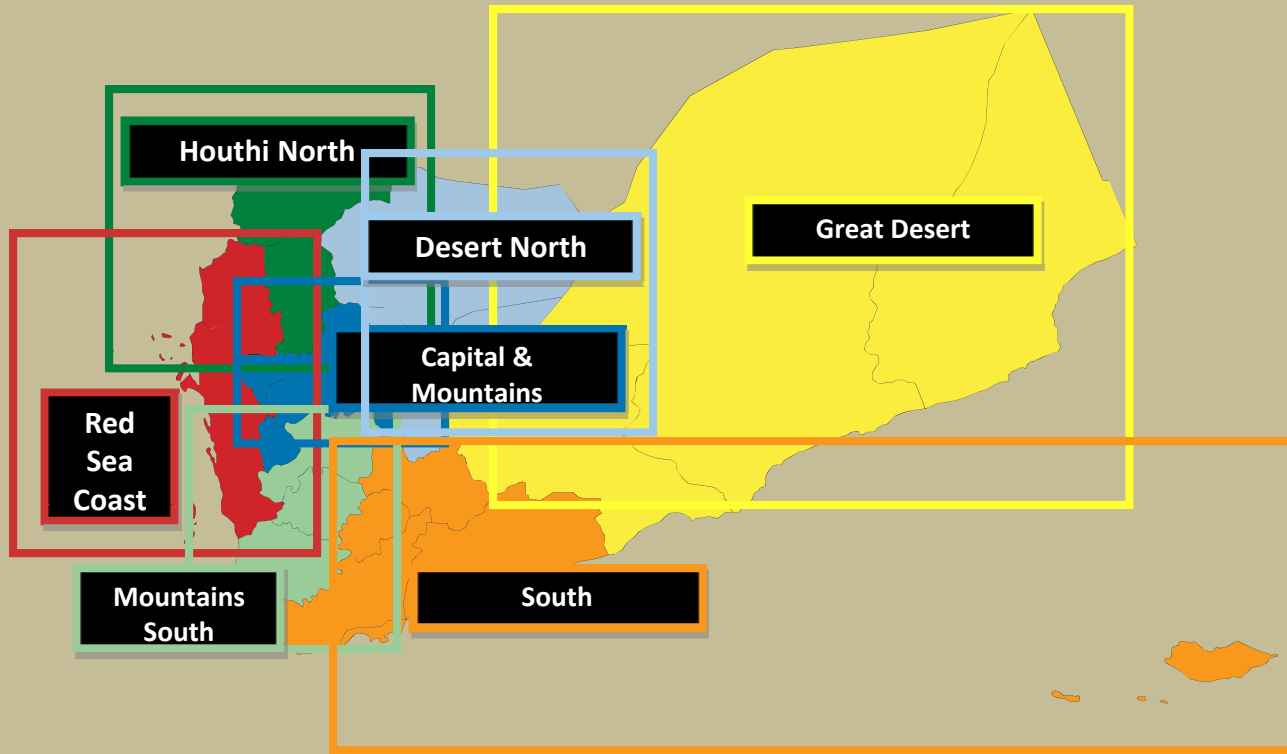 Houthi North
Great Desert
Desert North
Capital &
Mountains
Red
Sea
Coast
Mountains
South
South